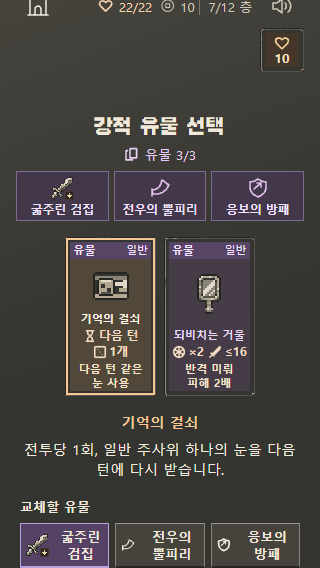 22/22 10 7/12 층
10
강적 유물 선택
유물 3/3
굶주린 검집 전우의 뿔피리 응보의 방패
유물 일반
기억의 걸쇠
다음 턴
1개
다음 턴 같은
눈 사용
유물 일반
되비치는 거울
×2 ≤16
반격 미뤄
피해 2배
기억의 걸쇠
전투당 1회, 일반 주사위 하나의 눈을 다음
턴에 다시 받습니다.
교체할 유물
굶주린
검집
전우의
뿔피리
응보의
방패